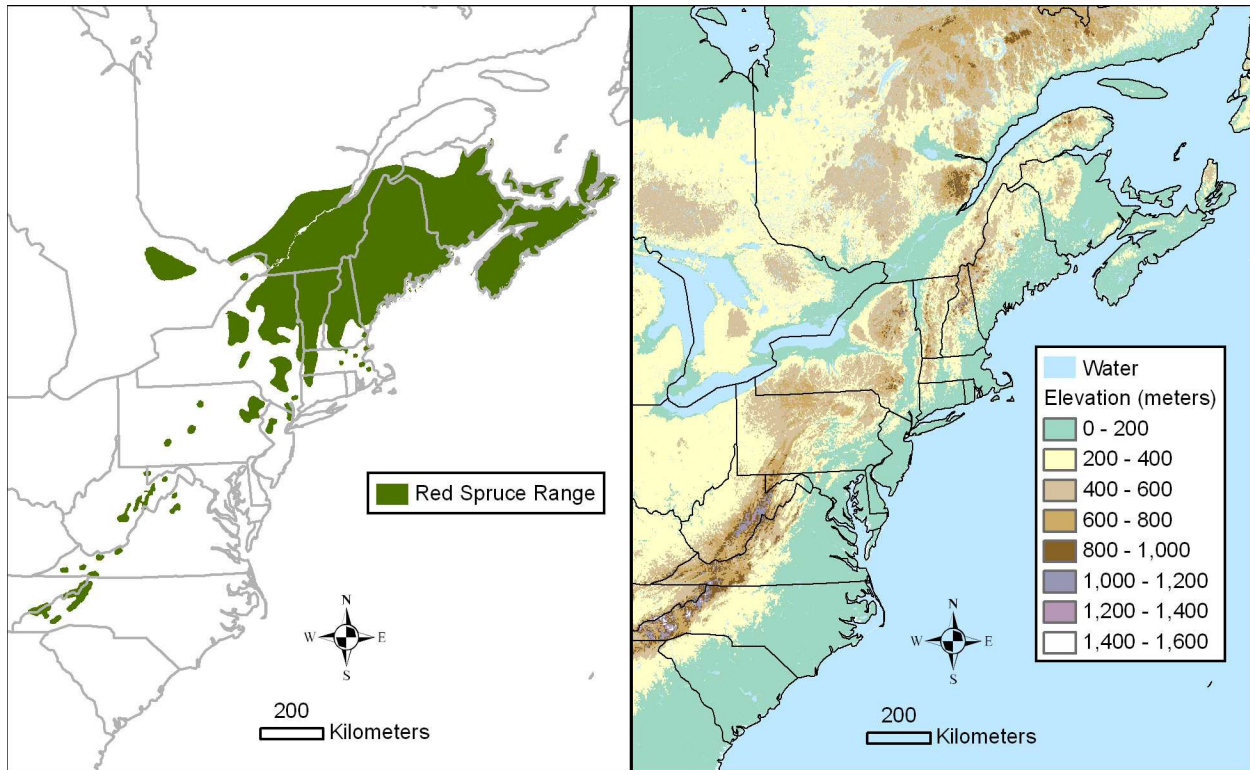 Red Spruce Range
N
W E
S
200
Kilometers
Water
Elevation (meters)
0 - 200
200 - 400
400 - 600
600 - 800
800 - 1,000
1,000 - 1,200
1,200 - 1,400
1,400 - 1,600
N
W E
S
200
Kilometers